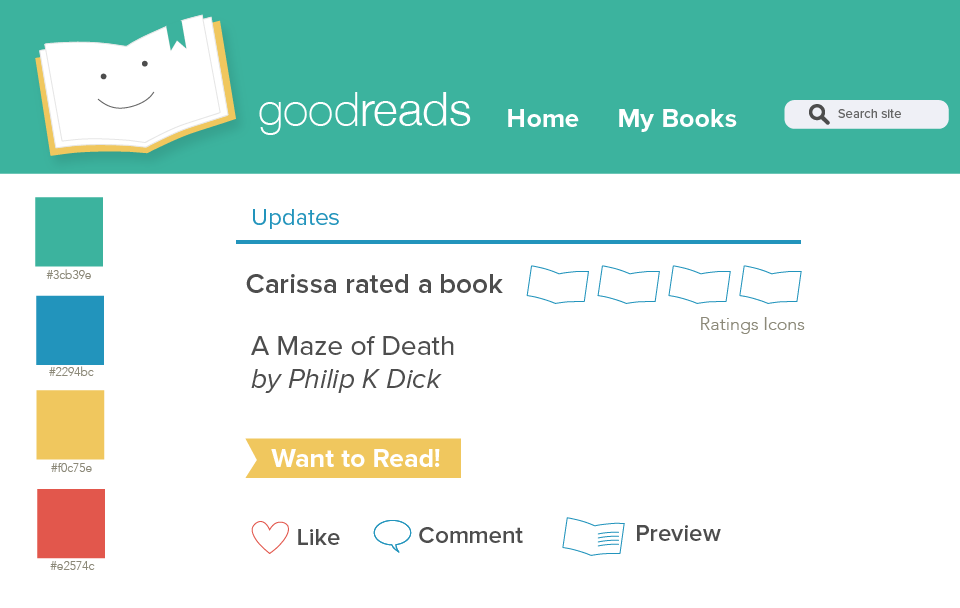 goodreads
Home
My Books
Search site
#3cb39e
#2294bc
#f0c75e
#e2574c
Updates
Carissa rated a book
Ratings Icons
A Maze of Death
by Philip K Dick
Want to Read!
Like
Comment
Preview